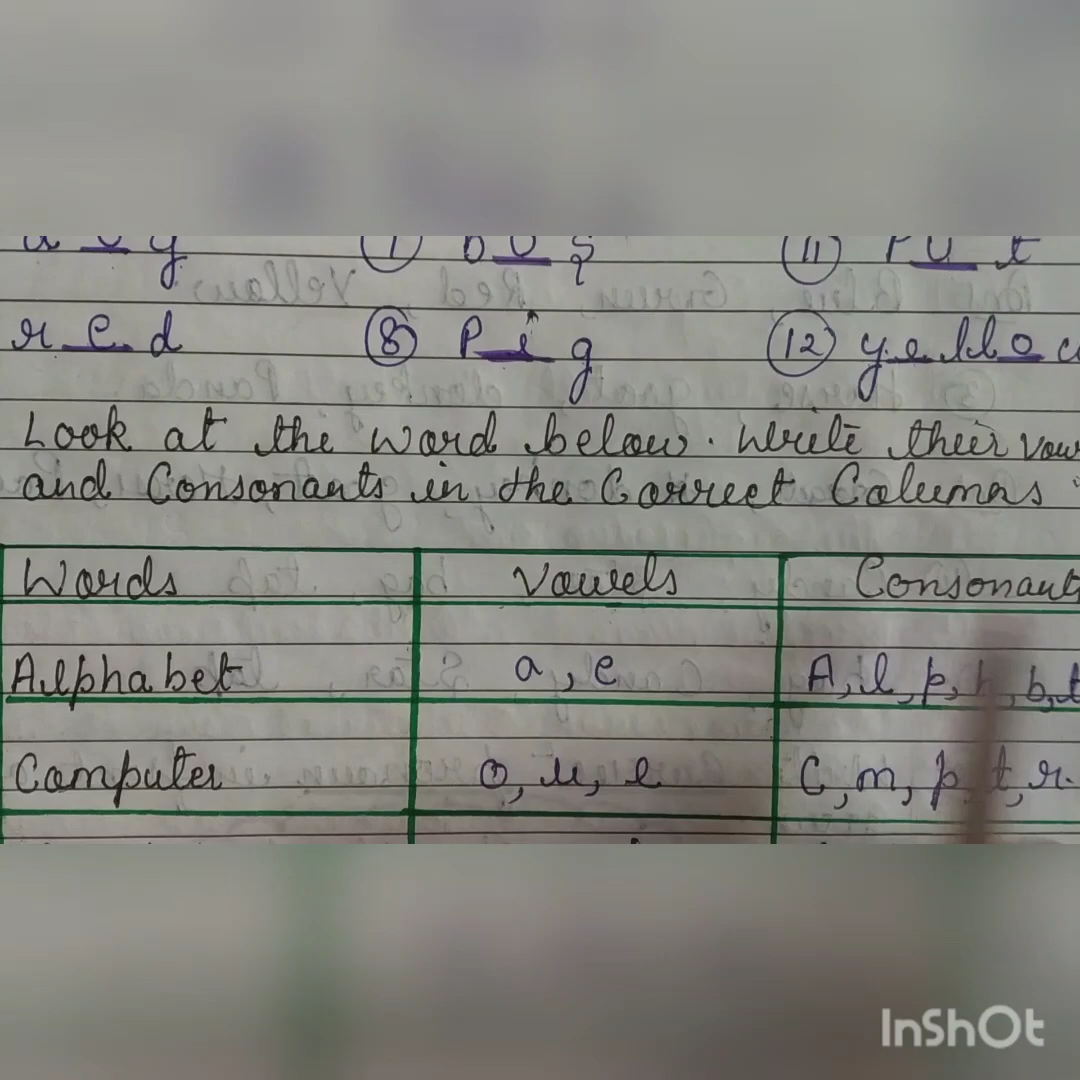 r e d (8) P i g (12) y e l l o
Look at the word below. Write their vow
and Consonants in the Correct Columns
Words Vowels Consonant
Alphabet a, e A, l, p, h, b, t
Computer o, u, e C, m, p, t, r.
InShOt